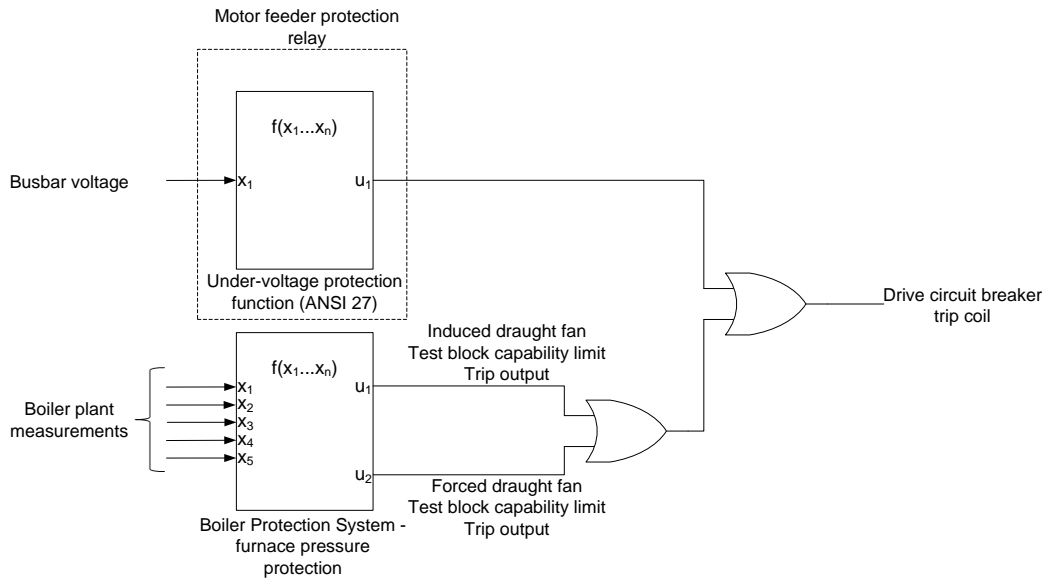 Motor feeder protection
relay
f(x₁...xₙ)
Busbar voltage
x₁
u₁
Under-voltage protection
function (ANSI 27)
Drive circuit breaker
trip coil
Induced draught fan
Test block capability limit
Trip output
f(x₁...xₙ)
x₁
u₁
x₂
x₃
x₄
x₅
Boiler plant
measurements
u₂
Forced draught fan
Test block capability limit
Trip output
Boiler Protection System -
furnace pressure
protection